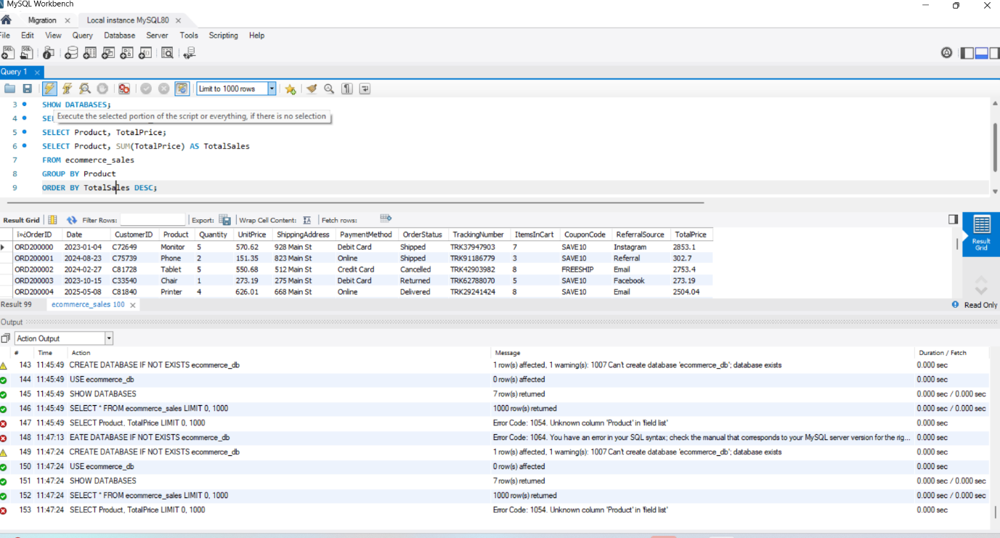 MySQL Workbench
Migration Local instance MySQL80
File Edit View Query Database Server Tools Scripting Help
Query 1
Limit to 1000 rows
3 SHOW DATABASES;
4 SEL
Execute the selected portion of the script or everything, if there is no selection
5 SELECT Product, TotalPrice;
6 SELECT Product, SUM(TotalPrice) AS TotalSales
7 FROM ecommerce_sales
8 GROUP BY Product
9 ORDER BY TotalSales DESC;
Result Grid Filter Rows: Export: Wrap Cell Content: Fetch rows:
ï»¿OrderID Date CustomerID Product Quantity UnitPrice ShippingAddress PaymentMethod OrderStatus TrackingNumber ItemsInCart CouponCode ReferralSource TotalPrice
ORD200000 2023-01-04 C72649 Monitor 5 570.62 928 Main St Debit Card Shipped TRK37947903 7 SAVE10 Instagram 2853.1
ORD200001 2024-08-23 C75739 Phone 2 151.35 823 Main St Online Shipped TRK91186779 3 SAVE10 Referral 302.7
ORD200002 2024-02-27 C81728 Tablet 5 550.68 512 Main St Credit Card Cancelled TRK42903982 8 FREESHIP Email 2753.4
ORD200003 2023-10-15 C33540 Chair 1 273.19 275 Main St Debit Card Returned TRK62788070 5 SAVE10 Facebook 273.19
ORD200004 2025-05-08 C81840 Printer 4 626.01 668 Main St Online Delivered TRK29241424 8 SAVE10 Email 2504.04
Result Grid
Result 99 ecommerce_sales 100 Read Only
Output
Action Output
# Time Action Message Duration / Fetch
143 11:45:49 CREATE DATABASE IF NOT EXISTS ecommerce_db 1 row(s) affected, 1 warning(s): 1007 Can't create database 'ecommerce_db'; database exists 0.000 sec
144 11:45:49 USE ecommerce_db 0 row(s) affected 0.000 sec
145 11:45:49 SHOW DATABASES 7 row(s) returned 0.000 sec / 0.000 sec
146 11:45:49 SELECT * FROM ecommerce_sales LIMIT 0, 1000 1000 row(s) returned 0.000 sec / 0.000 sec
147 11:45:49 SELECT Product, TotalPrice LIMIT 0, 1000 Error Code: 1054. Unknown column 'Product' in 'field list' 0.000 sec
148 11:47:13 EATE DATABASE IF NOT EXISTS ecommerce_db Error Code: 1064. You have an error in your SQL syntax; check the manual that corresponds to your MySQL server version for the rig... 0.000 sec
149 11:47:24 CREATE DATABASE IF NOT EXISTS ecommerce_db 1 row(s) affected, 1 warning(s): 1007 Can't create database 'ecommerce_db'; database exists 0.000 sec
150 11:47:24 USE ecommerce_db 0 row(s) affected 0.000 sec
151 11:47:24 SHOW DATABASES 7 row(s) returned 0.000 sec / 0.000 sec
152 11:47:24 SELECT * FROM ecommerce_sales LIMIT 0, 1000 1000 row(s) returned 0.000 sec / 0.000 sec
153 11:47:24 SELECT Product, TotalPrice LIMIT 0, 1000 Error Code: 1054. Unknown column 'Product' in 'field list' 0.000 sec